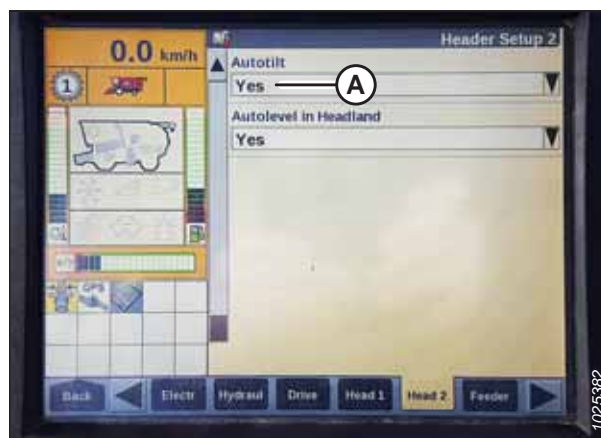 0.0 km/h
Header Setup 2
1
Autotilt
Yes
A
Autolevel in Headland
Yes
GPS
Back
Electr
Hydraul
Drive
Head 1
Head 2
Feeder
1025382